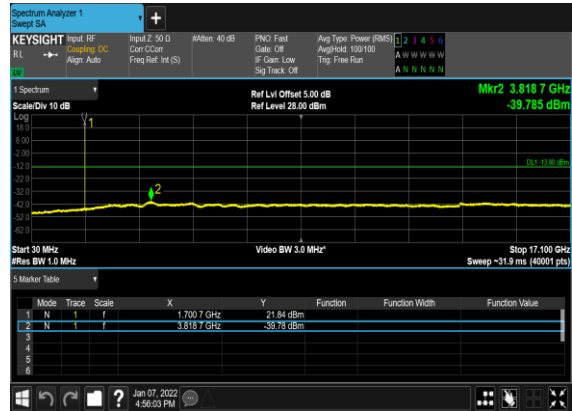 Spectrum Analyzer 1
Swept SA
+
KEYSIGHT Input: RF Input Z: 50 Ω #Atten: 40 dB PNO: Fast Avg Type: Power (RMS) 1 2 3 4 5 6
RL Coupling: DC Corr CCorr Gate: Off Avg|Hold: 100/100 A W W W W W
Align: Auto Freq Ref: Int (S) IF Gain: Low Trig: Free Run
Sig Track: Off A N N N N N
1 Spectrum Ref Lvl Offset 5.00 dB Mkr2 3.818 7 GHz
Scale/Div 10 dB Ref Level 28.00 dBm -39.785 dBm
Log
18.0 1
8.00
-2.00
-12.0 DL1 -13.00 dBm
-22.0
-32.0 2
-42.0
-52.0
-62.0
Start 30 MHz Video BW 3.0 MHz* Stop 17.100 GHz
#Res BW 1.0 MHz Sweep ~31.9 ms (40001 pts)
5 Marker Table
Mode Trace Scale X Y Function Function Width Function Value
1 N 1 f 1.700 7 GHz 21.84 dBm
2 N 1 f 3.818 7 GHz -39.78 dBm
3
4
5
6
? Jan 07, 2022
4:56:03 PM